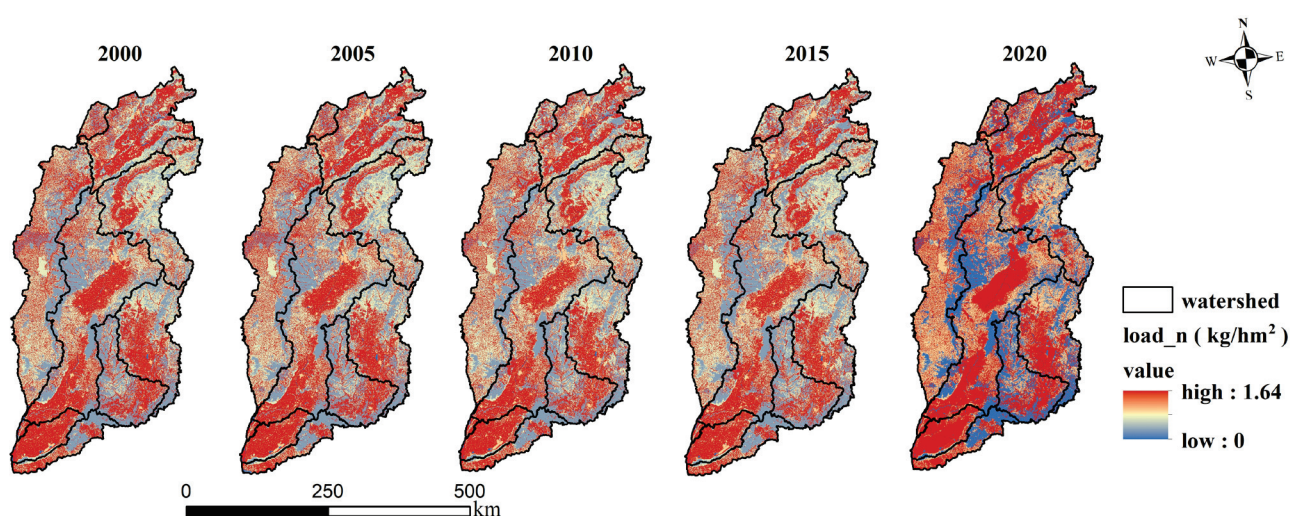 2000
2005
2010
2015
2020
N
W
E
S
watershed
load_n ( kg/hm² )
value
high : 1.64
low : 0
0
250
500
km